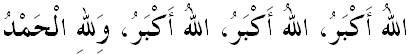 اللهُ أَكْبَرُ، اللهُ أَكْبَرُ، اللهُ أَكْبَرُ، وَلِلهِ الْحَمْدُ